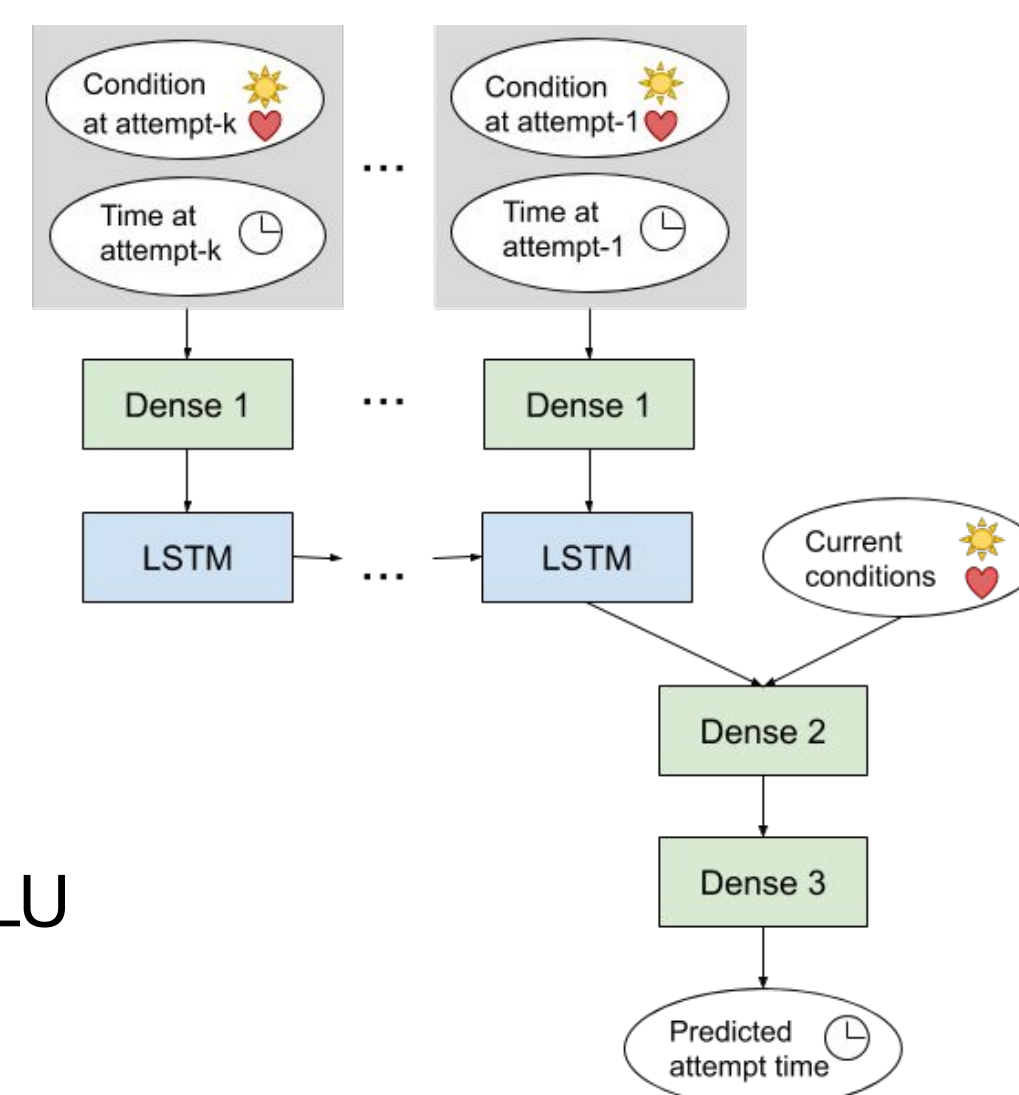 Condition
at attempt-k
Time at
attempt-k
...
Condition
at attempt-1
Time at
attempt-1
Dense 1
...
Dense 1
LSTM
...
LSTM
Current
conditions
Dense 2
Dense 3
LU
Predicted
attempt time